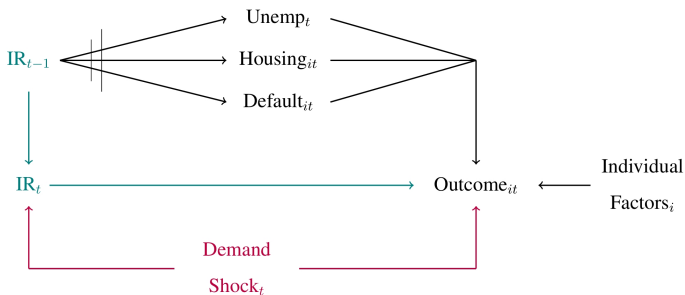 Unemp_t
IR_{t−1}
Housing_{it}
Default_{it}
IR_t
Outcome_{it}
Individual
Factors_i
Demand
Shock_t